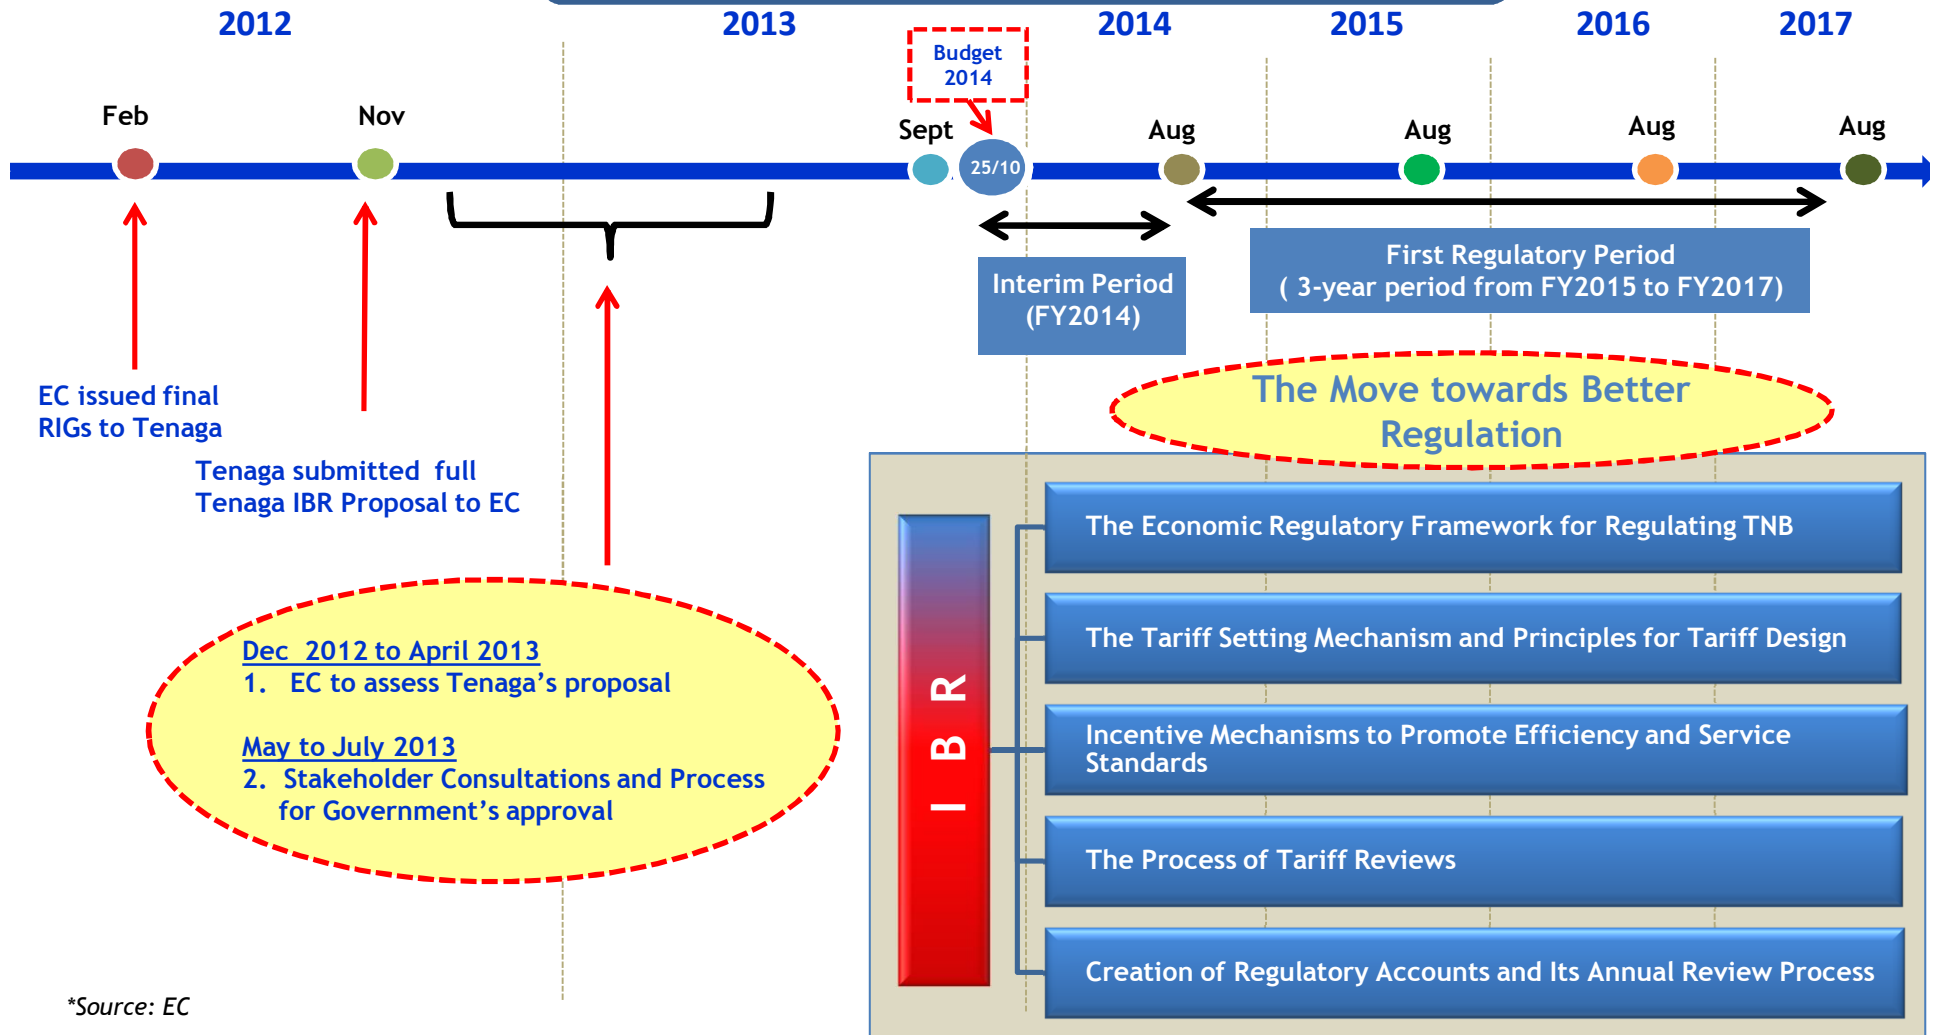 2012
2013
2014
2015
2016
2017
Budget
2014
Feb
Nov
Sept
25/10
Aug
Aug
Aug
Aug
Interim Period
(FY2014)
First Regulatory Period
( 3-year period from FY2015 to FY2017)
EC issued final
RIGs to Tenaga
Tenaga submitted full
Tenaga IBR Proposal to EC
The Move towards Better
Regulation
Dec 2012 to April 2013
1. EC to assess Tenaga’s proposal
May to July 2013
2. Stakeholder Consultations and Process
for Government’s approval
I B R
The Economic Regulatory Framework for Regulating TNB
The Tariff Setting Mechanism and Principles for Tariff Design
Incentive Mechanisms to Promote Efficiency and Service
Standards
The Process of Tariff Reviews
Creation of Regulatory Accounts and Its Annual Review Process
*Source: EC